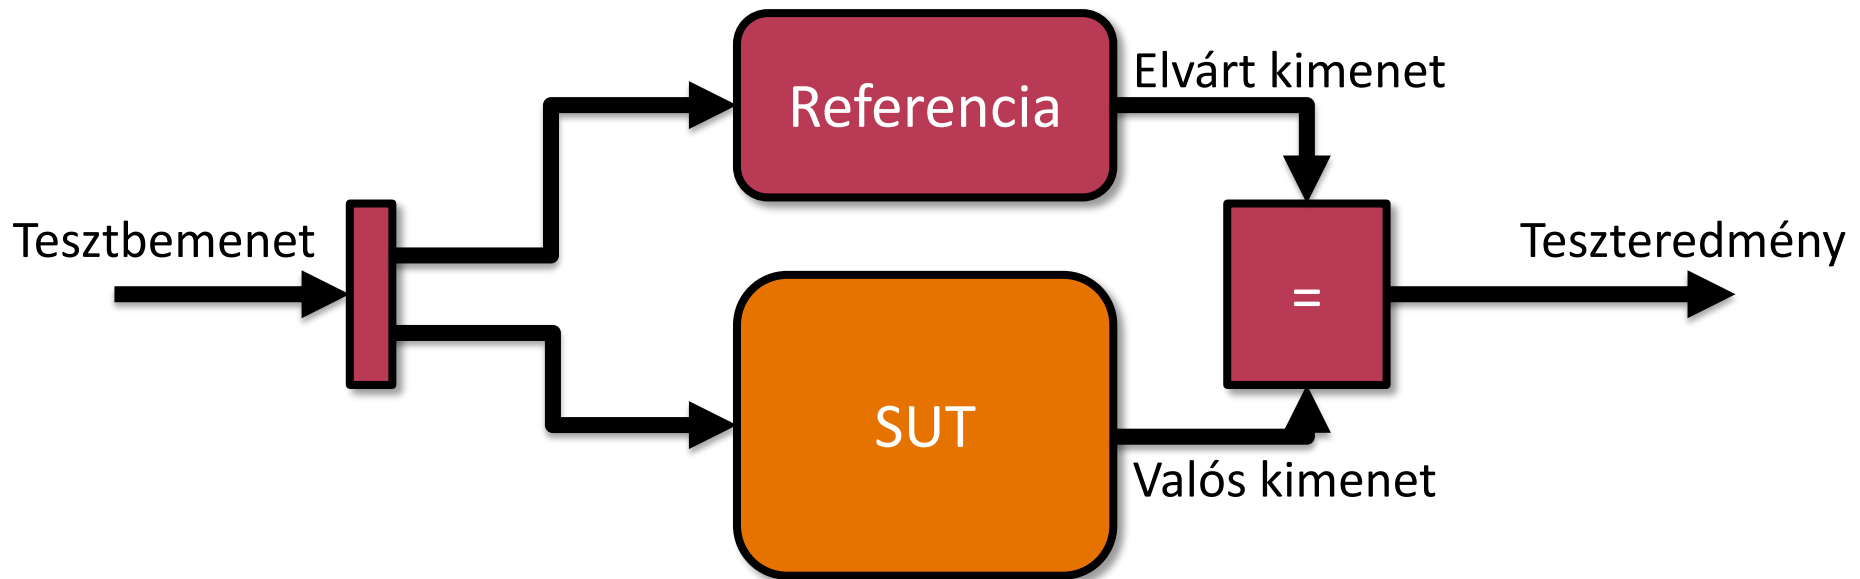 Referencia
Elvárt kimenet
Tesztbemenet
=
Teszteredmény
SUT
Valós kimenet